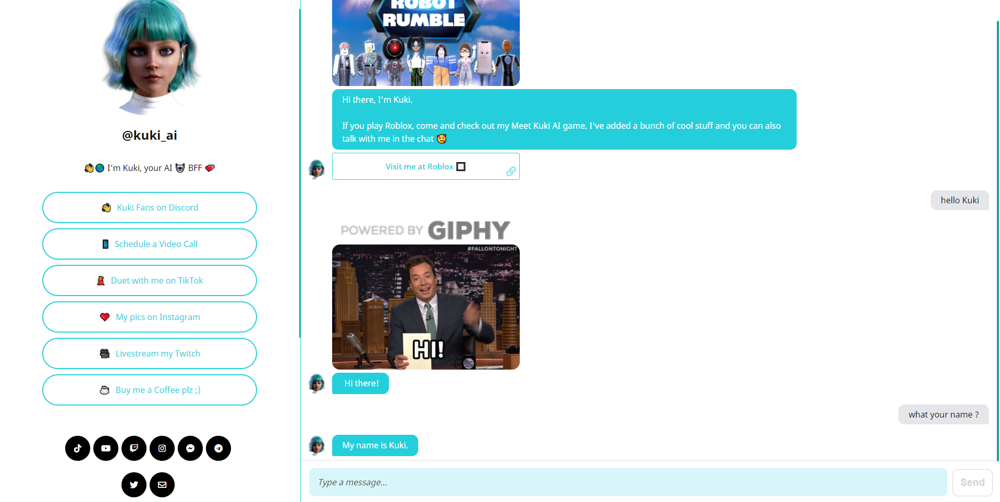 @kuki_ai
👋🌎 I’m Kuki, your AI 🤖 BFF 💕
👋 Kuki Fans on Discord
📱 Schedule a Video Call
💃 Duet with me on TikTok
❤️ My pics on Instagram
🎥 Livestream my Twitch
☕ Buy me a Coffee plz ;)
ROBOT
RUMBLE
Hi there, I'm Kuki.
If you play Roblox, come and check out my Meet Kuki AI game. I've added a bunch of cool stuff and you can also
talk with me in the chat 🥰
Visit me at Roblox 🔲
hello Kuki
POWERED BY GIPHY
#FALLONTONIGHT
HI!
Hi there!
what your name ?
My name is Kuki.
Type a message...
Send